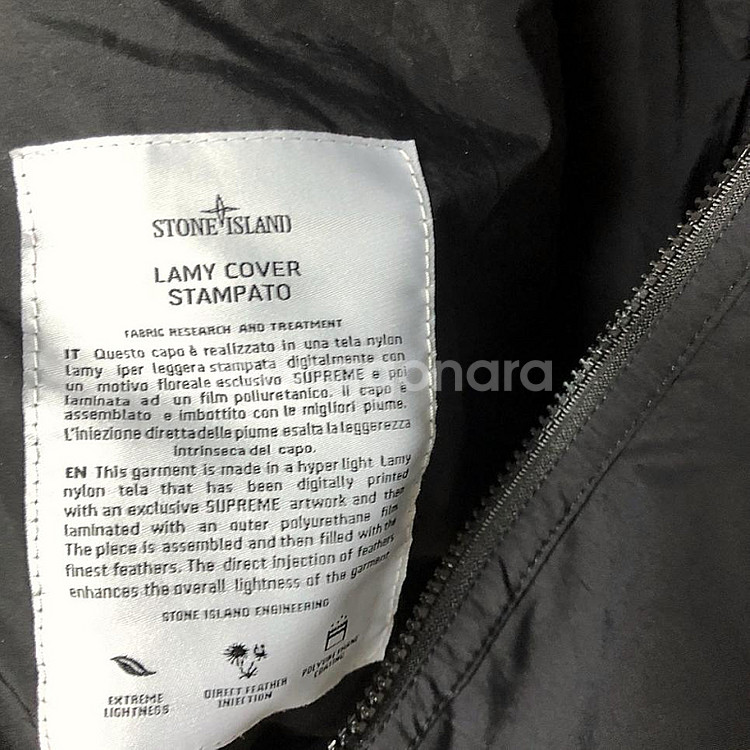 STONE ISLAND
LAMY COVER
STAMPATO
FABRIC RESEARCH AND TREATMENT
IT Questo capo è realizzato in una tela nylon
Lamy iper leggera stampata digitalmente con
un motivo floreale esclusivo SUPREME e poi
laminata ad un film poliuretanico. Il capo è
assemblato e imbottito con le migliori piume.
L'iniezione diretta delle piume esalta la leggerezza
intrinseca del capo.
EN This garment is made in a hyper light Lamy
nylon tela that has been digitally printed
with an exclusive SUPREME artwork and then
laminated with an outer polyurethane film
The piece is assembled and then filled with the
finest feathers. The direct injection of feathers
enhances the overall lightness of the garment
STONE ISLAND ENGINEERING
EXTREME
LIGHTNESS
DIRECT FEATHER
INJECTION
POLYURETHANE
COATING